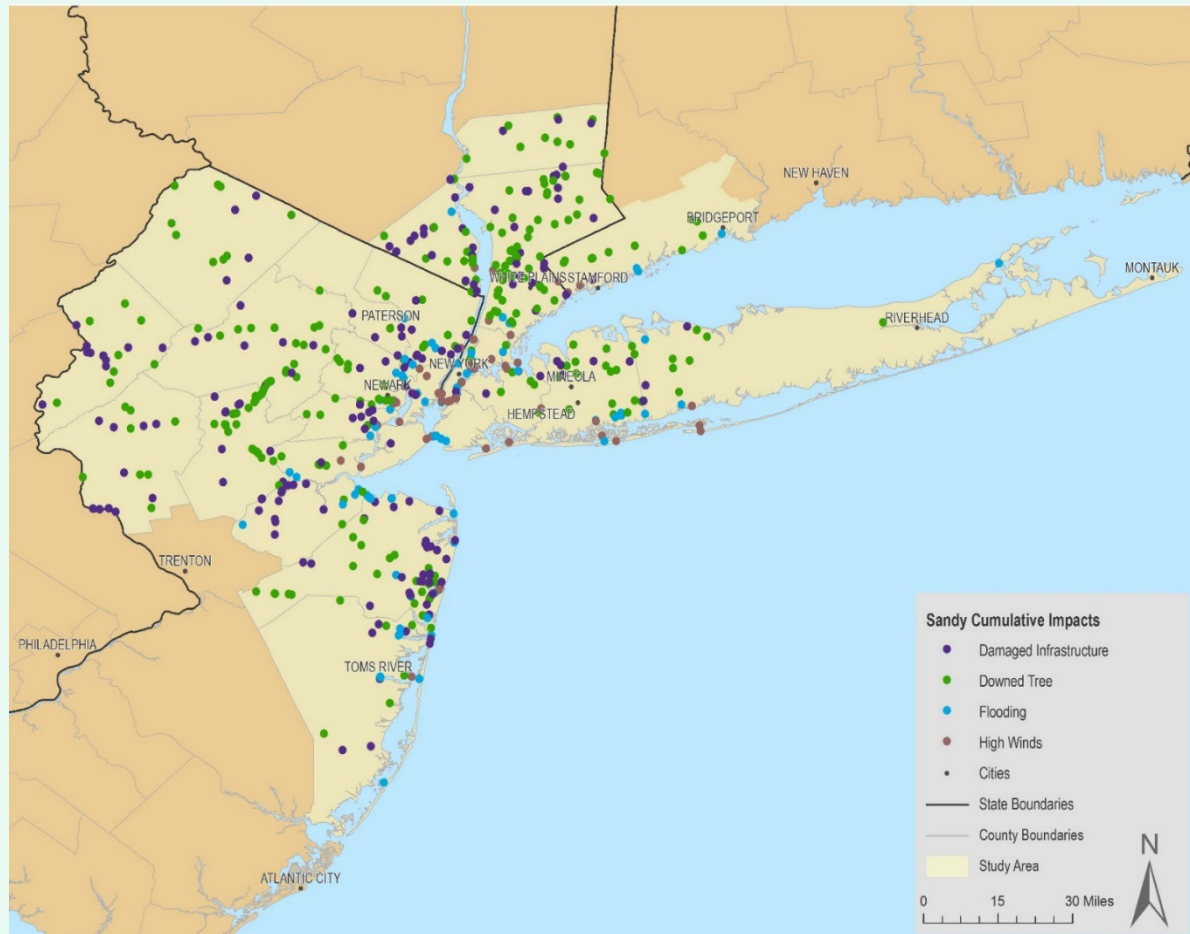 NEW HAVEN
BRIDGEPORT
MONTAUK
WHITE PLAINS
STAMFORD
RIVERHEAD
PATERSON
NEW YORK
MINEOLA
NEWARK
HEMPSTEAD
TRENTON
PHILADELPHIA
TOMS RIVER
ATLANTIC CITY
Sandy Cumulative Impacts
Damaged Infrastructure
Downed Tree
Flooding
High Winds
Cities
State Boundaries
County Boundaries
Study Area
N
0 15 30 Miles